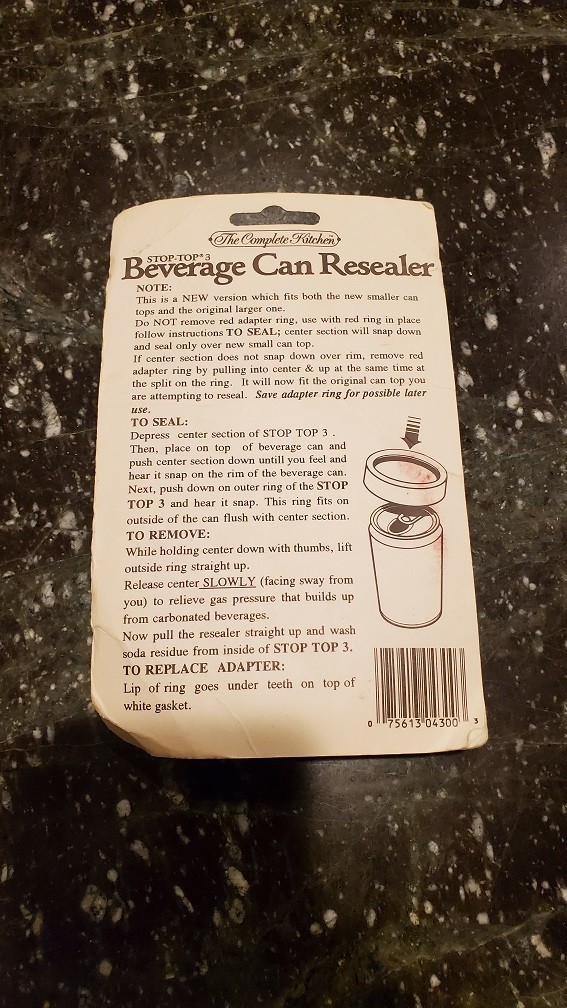 The Complete Kitchen™
STOP-TOP®3
Beverage Can Resealer
NOTE:
This is a NEW version which fits both the new smaller can
tops and the original larger one.
Do NOT remove red adapter ring, use with red ring in place
follow instructions TO SEAL; center section will snap down
and seal only over new small can top.
If center section does not snap down over rim, remove red
adapter ring by pulling into center & up at the same time at
the split on the ring. It will now fit the original can top you
are attempting to reseal. Save adapter ring for possible later
use.
TO SEAL:
Depress center section of STOP TOP 3 .
Then, place on top of beverage can and
push center section down untill you feel and
hear it snap on the rim of the beverage can.
Next, push down on outer ring of the STOP
TOP 3 and hear it snap. This ring fits on
outside of the can flush with center section.
TO REMOVE:
While holding center down with thumbs, lift
outside ring straight up.
Release center SLOWLY (facing sway from
you) to relieve gas pressure that builds up
from carbonated beverages.
Now pull the resealer straight up and wash
soda residue from inside of STOP TOP 3.
TO REPLACE ADAPTER:
Lip of ring goes under teeth on top of
white gasket.
0 75613 04300 3